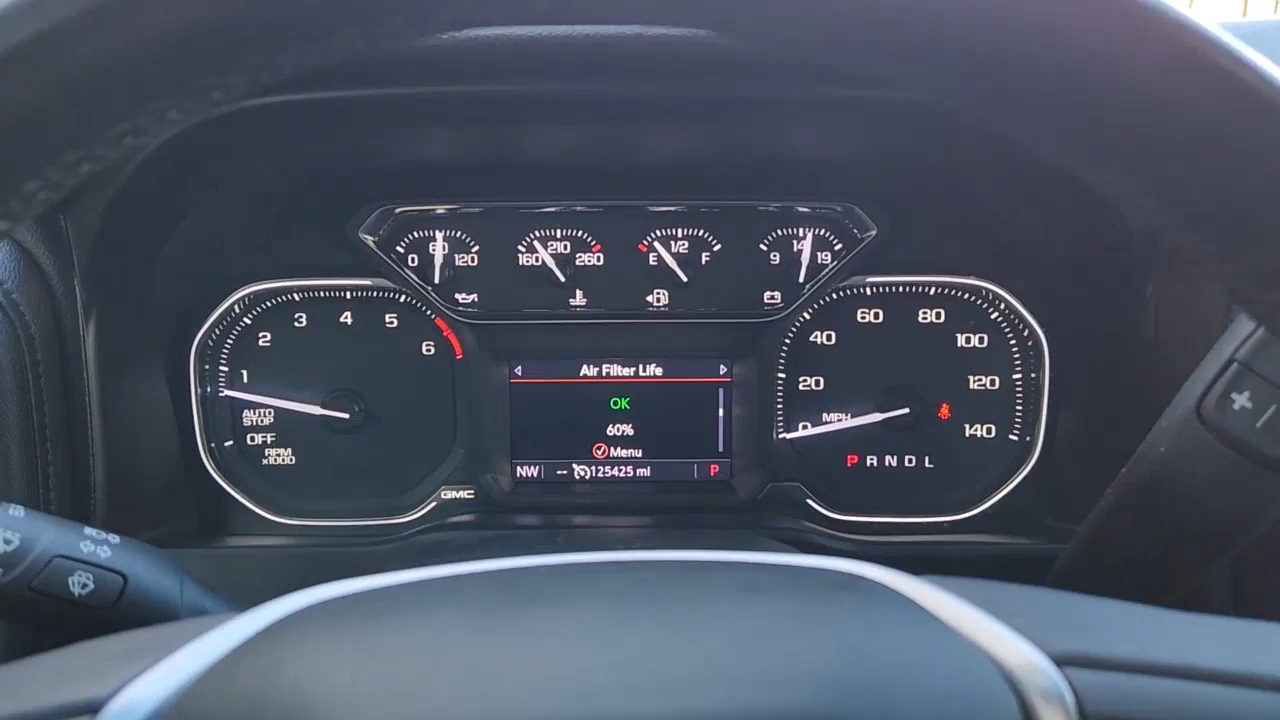 0 60 120
160 210 260
E 1/2 F
9 14 19
1 2 3 4 5 6
AUTO
STOP
OFF
RPM
x1000
GMC
Air Filter Life
OK
60%
Menu
NW -- 125425 mi P
0 20 40 60 80 100 120 140
MPH
P R N D L